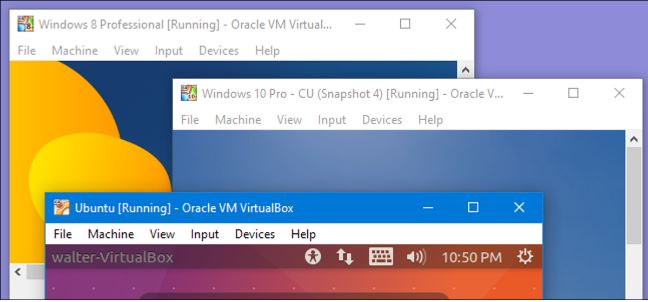 Windows 8 Professional [Running] - Oracle VM Virtual...
File Machine View Input Devices Help
Windows 10 Pro - CU (Snapshot 4) [Running] - Oracle V...
File Machine View Input Devices Help
Ubuntu [Running] - Oracle VM VirtualBox
File Machine View Input Devices Help
walter-VirtualBox 10:50 PM